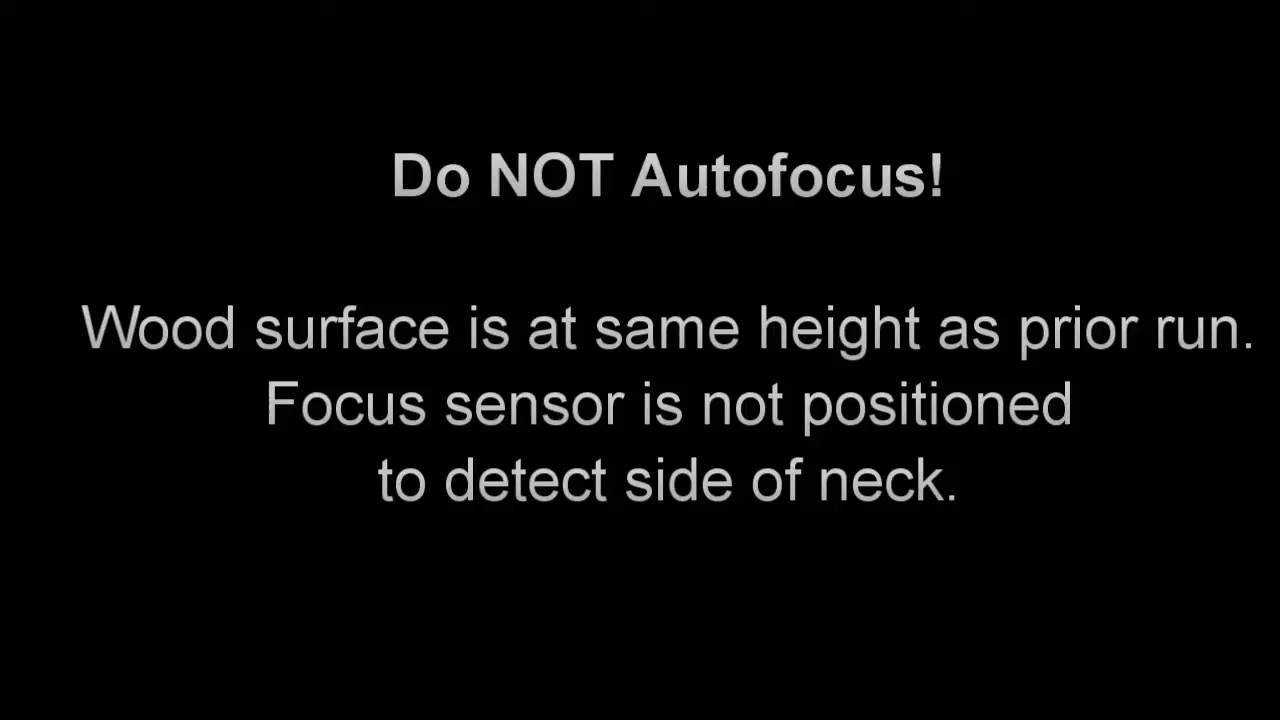 Do NOT Autofocus!
Wood surface is at same height as prior run.
Focus sensor is not positioned
to detect side of neck.